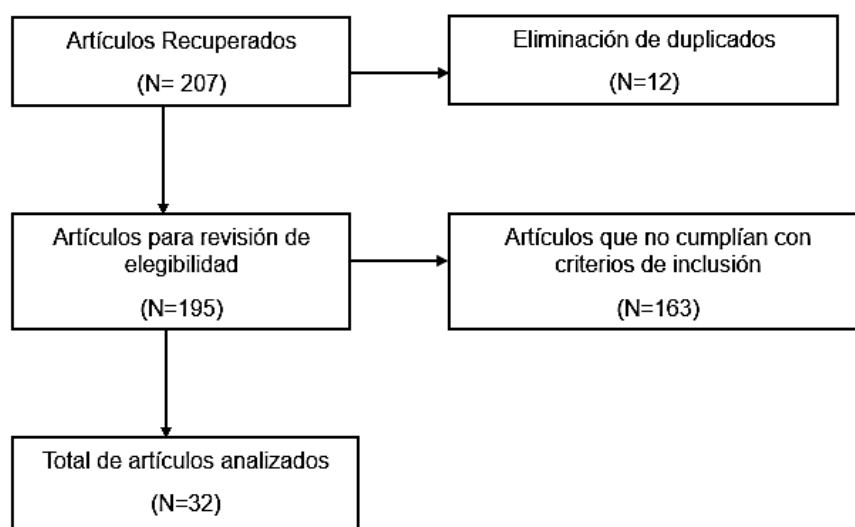 Artículos Recuperados
(N= 207)
Eliminación de duplicados
(N=12)
Artículos para revisión de
elegibilidad
(N=195)
Artículos que no cumplían con
criterios de inclusión
(N=163)
Total de artículos analizados
(N=32)